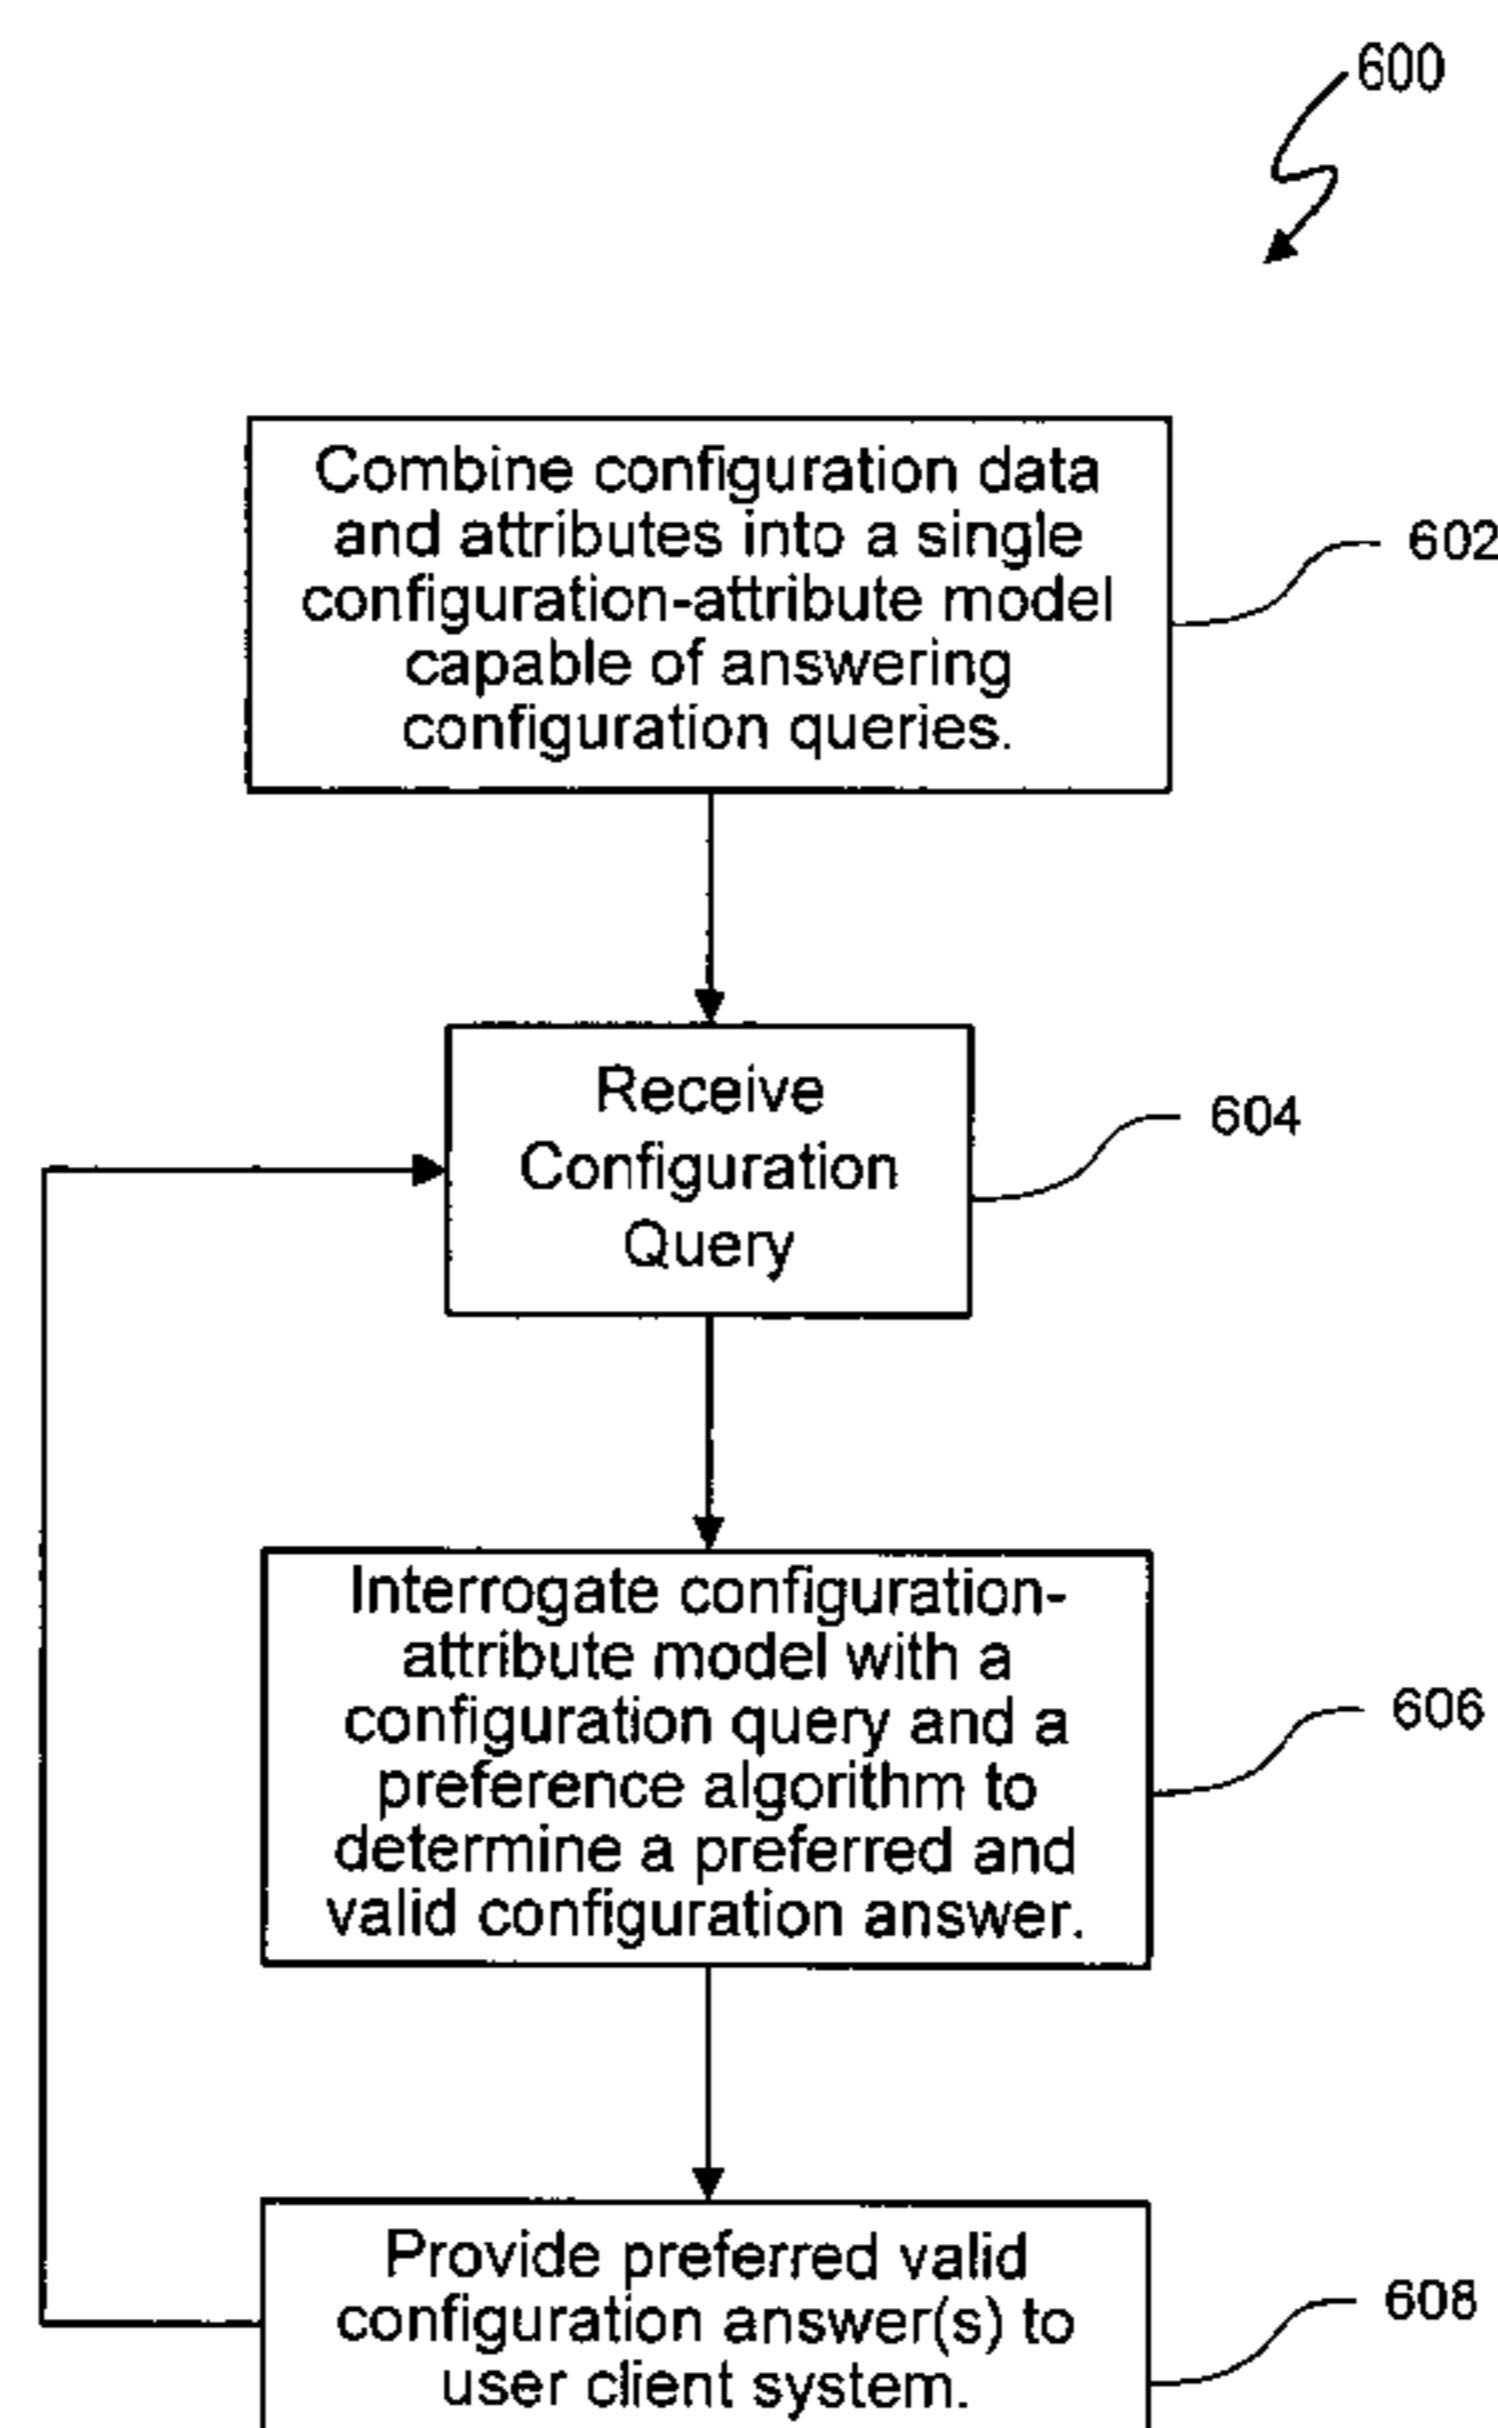 600
Combine configuration data
and attributes into a single
configuration-attribute model
capable of answering
configuration queries.
602
Receive
Configuration
Query
604
Interrogate configuration-
attribute model with a
configuration query and a
preference algorithm to
determine a preferred and
valid configuration answer.
606
Provide preferred valid
configuration answer(s) to
user client system.
608